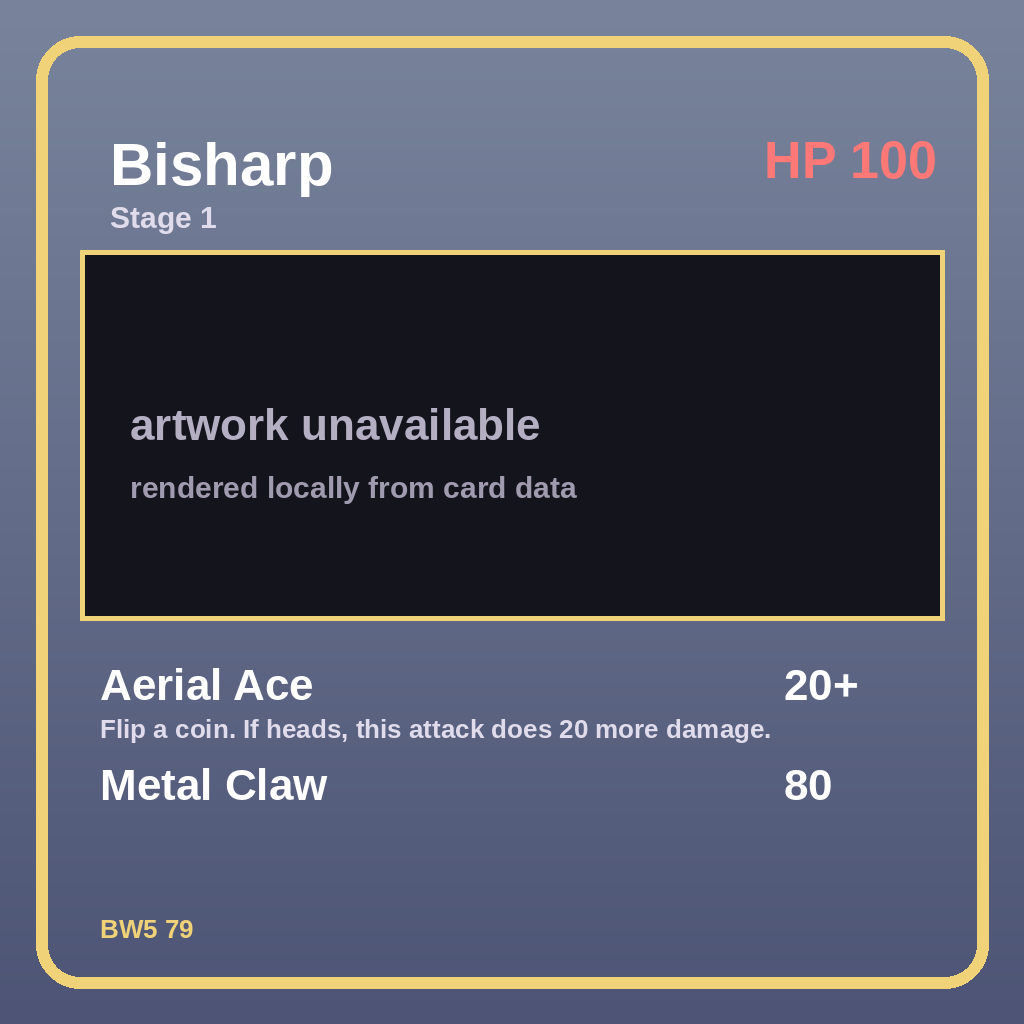 Bisharp
HP 100
Stage 1
artwork unavailable
rendered locally from card data
Aerial Ace 20+
Flip a coin. If heads, this attack does 20 more damage.
Metal Claw 80
BW5 79